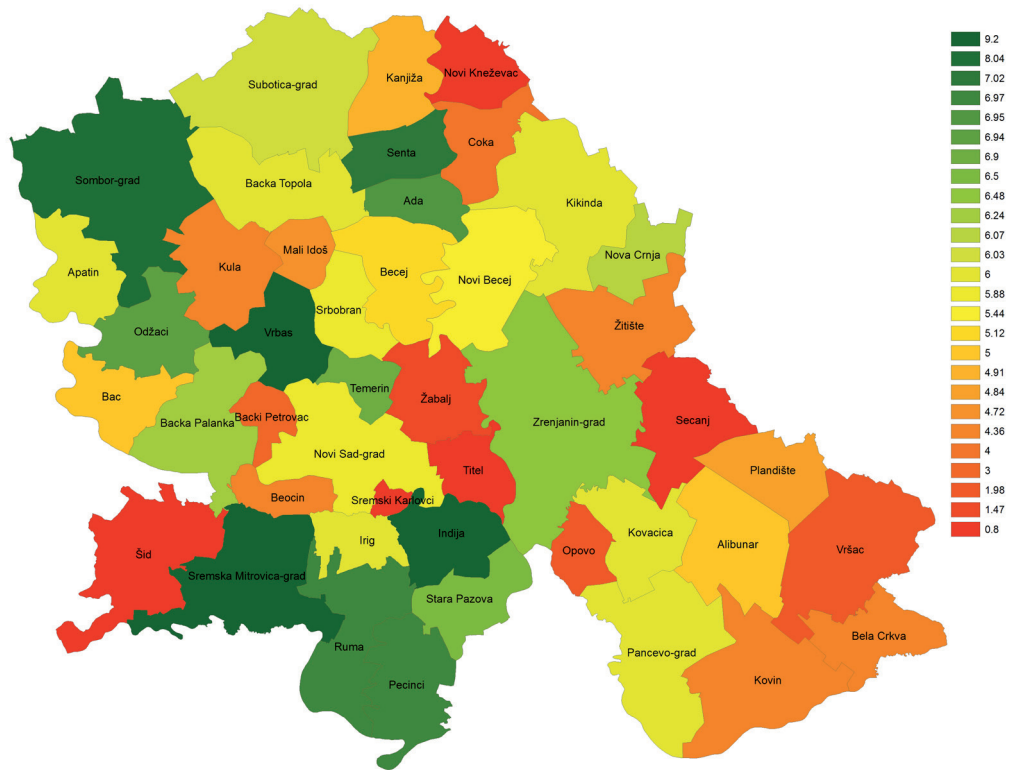 Novi Kneževac
Kanjiža
Subotica-grad
Coka
Senta
Sombor-grad
Backa Topola
Ada
Kikinda
Mali Idoš
Nova Crnja
Kula
Becej
Apatin
Novi Becej
Srbobran
Žitište
Odžaci
Vrbas
Temerin
Bac
Žabalj
Backi Petrovac
Backa Palanka
Zrenjanin-grad
Secanj
Novi Sad-grad
Titel
Plandište
Beocin
Sremski Karlovci
Indija
Kovacica
Irig
Alibunar
Opovo
Vršac
Šid
Sremska Mitrovica-grad
Stara Pazova
Bela Crkva
Ruma
Pancevo-grad
Kovin
Pecinci
9.2
8.04
7.02
6.97
6.95
6.94
6.9
6.5
6.48
6.24
6.07
6.03
6
5.88
5.44
5.12
5
4.91
4.84
4.72
4.36
4
3
1.98
1.47
0.8